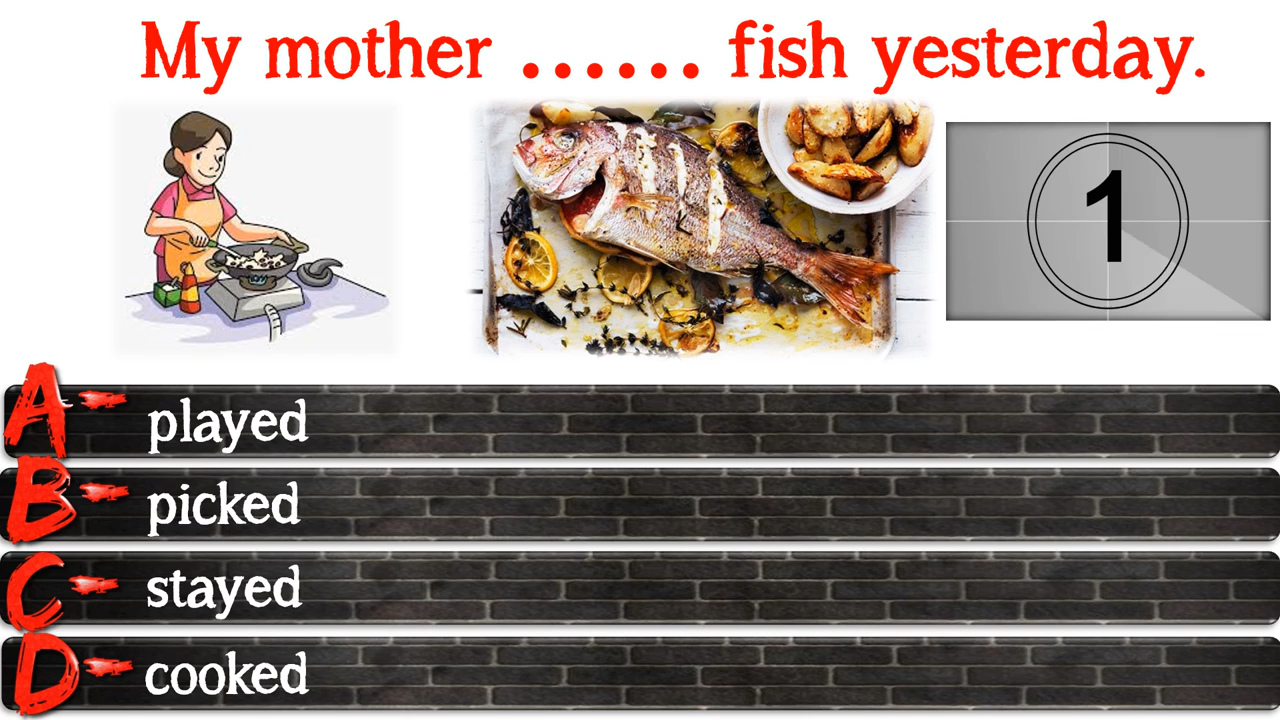 My mother ...... fish yesterday.
1
A- played
B- picked
C- stayed
D- cooked